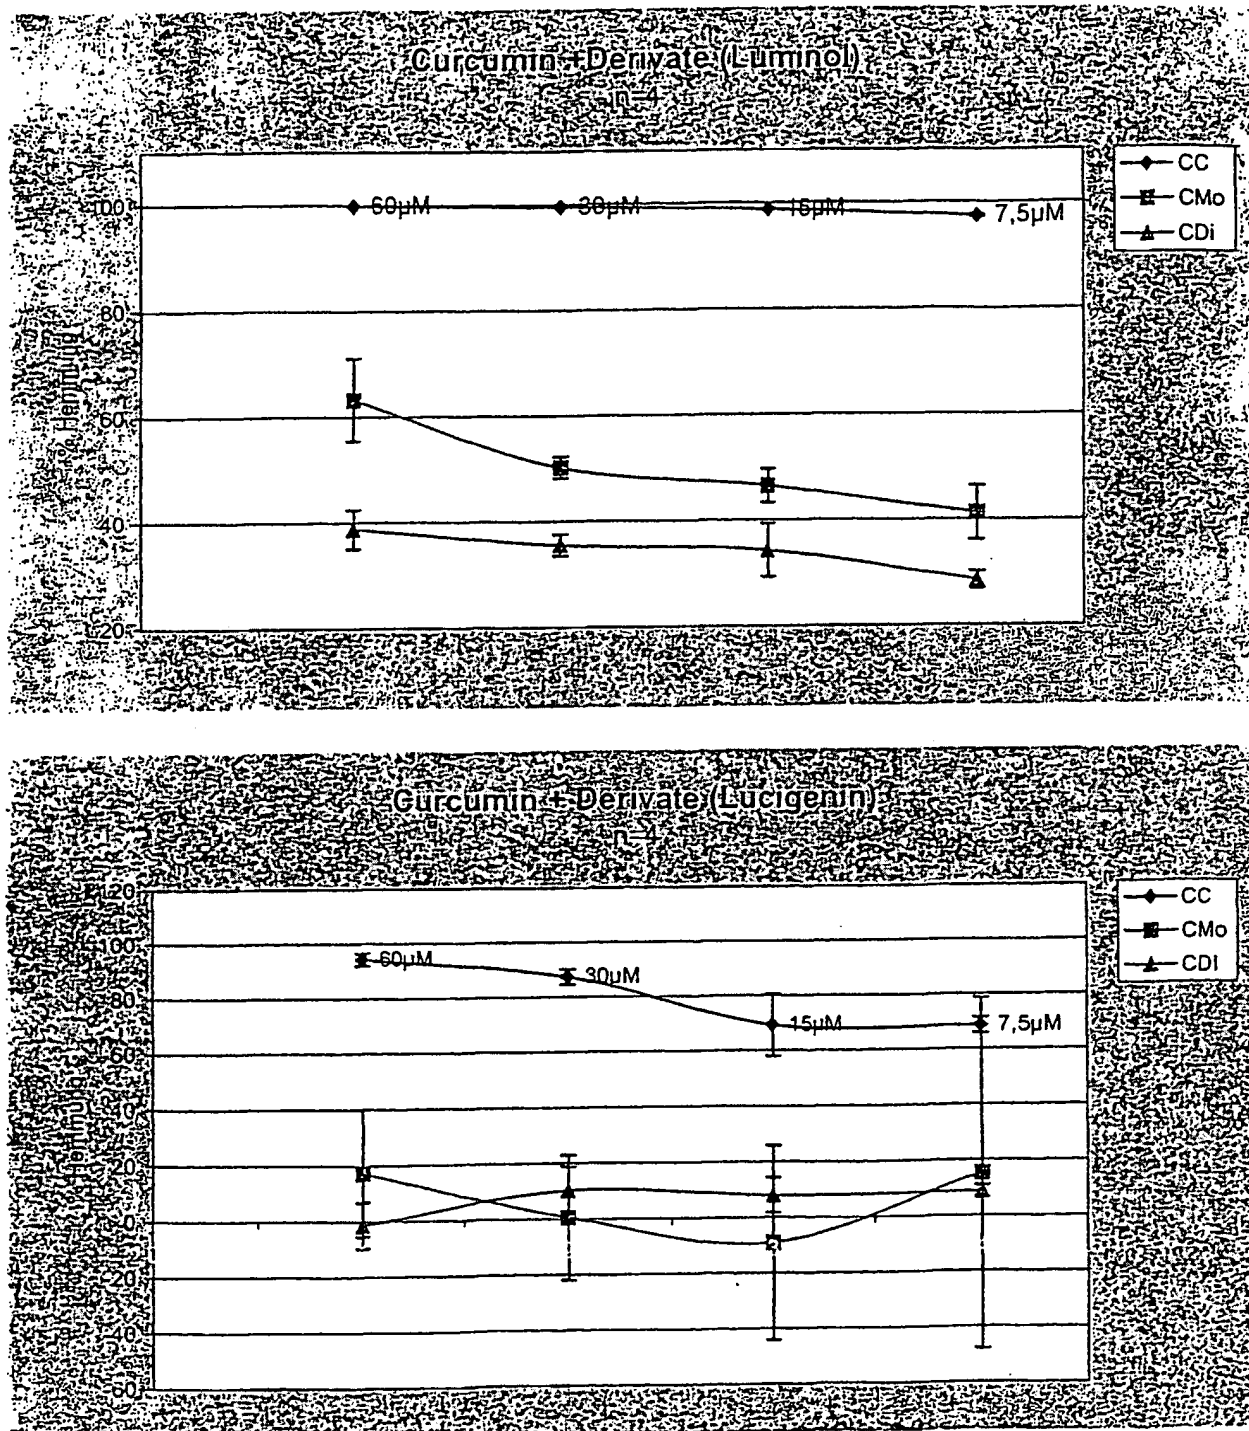 Curcumin +Derivate (Luminol)
n=4
CC
CMo
CDi
100
80
60
40
20
% Hemmung
60µM
30µM
15µM
7,5µM
Curcumin + Derivate (Lucigenin)
n=4
CC
CMo
CDI
120
100
80
60
40
20
0
20
40
60
% Hemmung
60µM
30µM
15µM
7,5µM